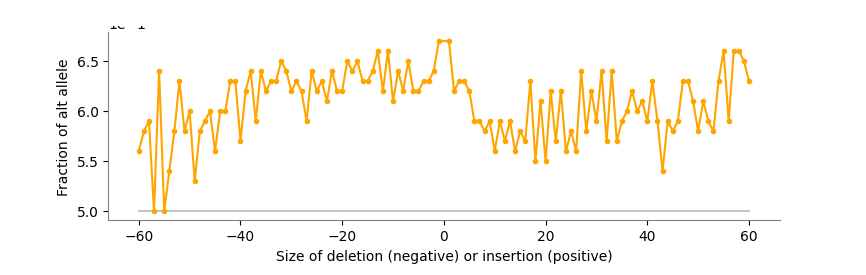 6.5
6.0
5.5
5.0
Fraction of alt allele
−60 −40 −20 0 20 40 60
Size of deletion (negative) or insertion (positive)